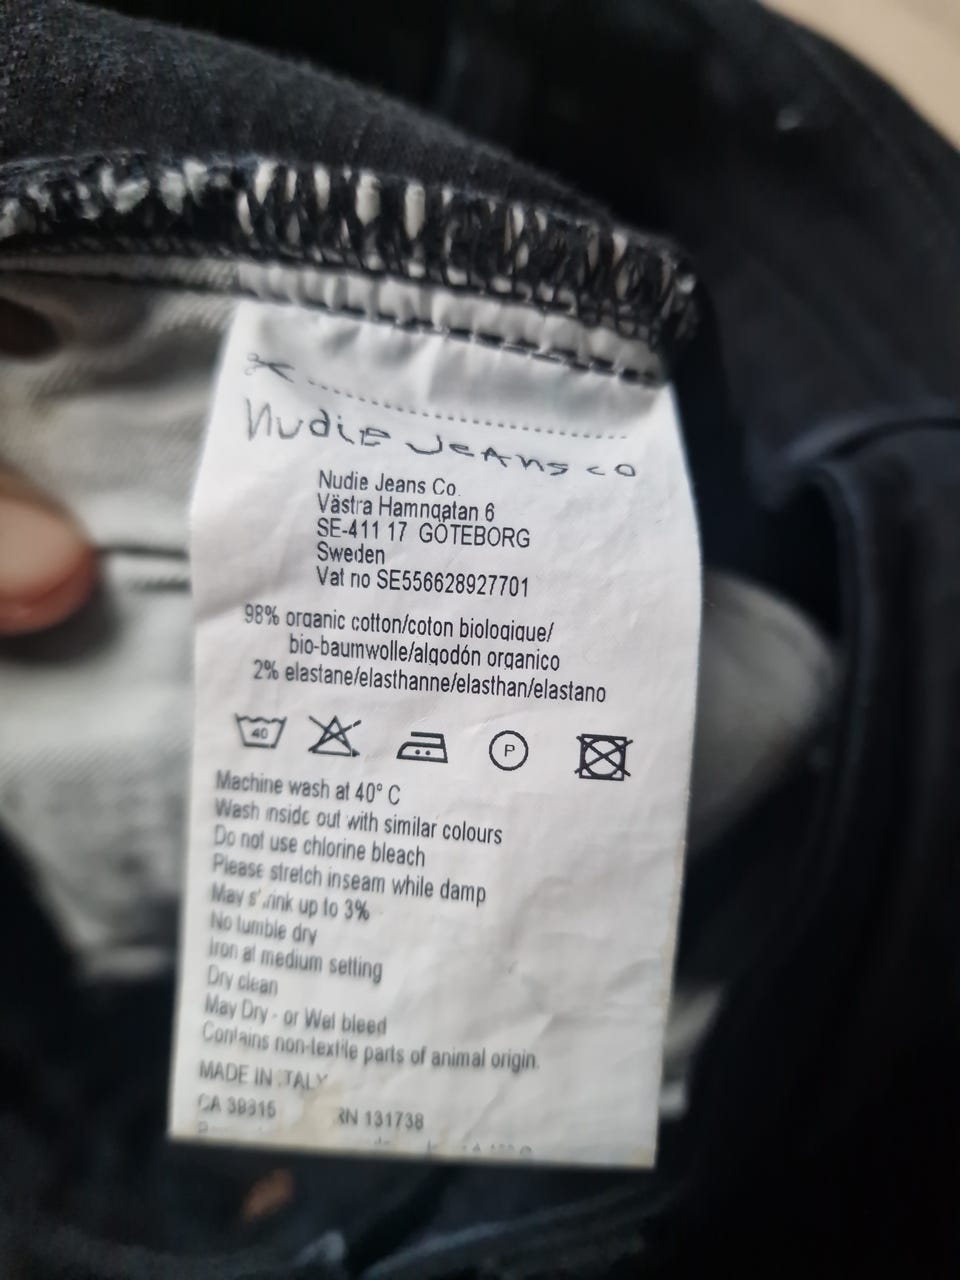 Nudie Jeans co
Nudie Jeans Co.
Västra Hamngatan 6
SE-411 17 GÖTEBORG
Sweden
Vat no SE556628927701
98% organic cotton/coton biologique/
bio-baumwolle/algodón organico
2% elastane/elasthanne/elasthan/elastano
40
P
Machine wash at 40° C
Wash inside out with similar colours
Do not use chlorine bleach
Please stretch inseam while damp
May shrink up to 3%
No tumble dry
Iron at medium setting
Dry clean
May Dry - or Wet bleed
Contains non-textile parts of animal origin.
MADE IN ITALY
CA 39315 RN 131738